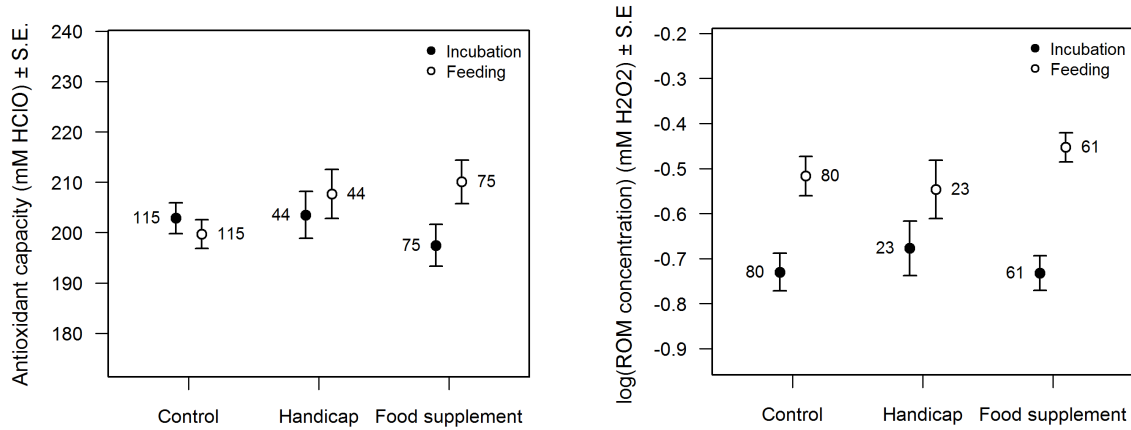 Antioxidant capacity (mM HClO) ± S.E.
240
230
220
210
200
190
180
Incubation
Feeding
115
115
44
44
75
75
Control
Handicap
Food supplement
log(ROM concentration) (mM H2O2) ± S.E
-0.2
-0.3
-0.4
-0.5
-0.6
-0.7
-0.8
-0.9
Incubation
Feeding
80
80
23
23
61
61
Control
Handicap
Food supplement